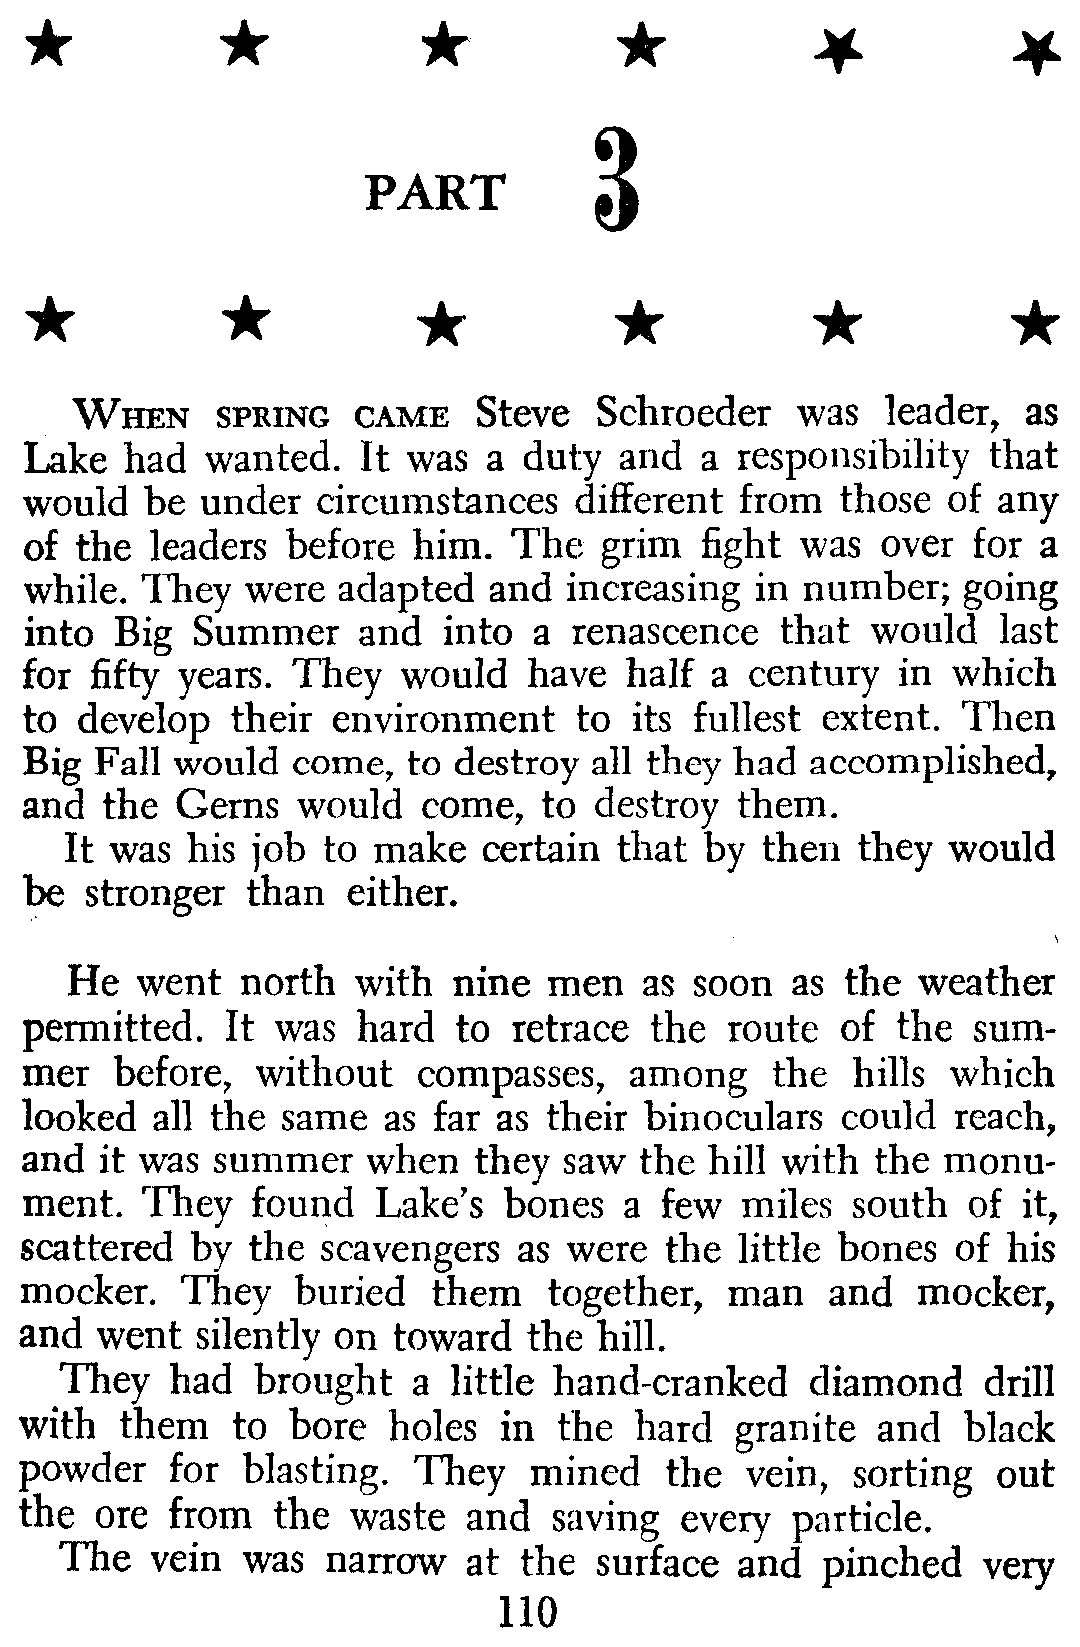 PART 3
WHEN SPRING CAME Steve Schroeder was leader, as
Lake had wanted. It was a duty and a responsibility that
would be under circumstances different from those of any
of the leaders before him. The grim fight was over for a
while. They were adapted and increasing in number; going
into Big Summer and into a renascence that would last
for fifty years. They would have half a century in which
to develop their environment to its fullest extent. Then
Big Fall would come, to destroy all they had accomplished,
and the Gerns would come, to destroy them.
It was his job to make certain that by then they would
be stronger than either.
He went north with nine men as soon as the weather
permitted. It was hard to retrace the route of the sum-
mer before, without compasses, among the hills which
looked all the same as far as their binoculars could reach,
and it was summer when they saw the hill with the monu-
ment. They found Lake's bones a few miles south of it,
scattered by the scavengers as were the little bones of his
mocker. They buried them together, man and mocker,
and went silently on toward the hill.
They had brought a little hand-cranked diamond drill
with them to bore holes in the hard granite and black
powder for blasting. They mined the vein, sorting out
the ore from the waste and saving every particle.
The vein was narrow at the surface and pinched very
110